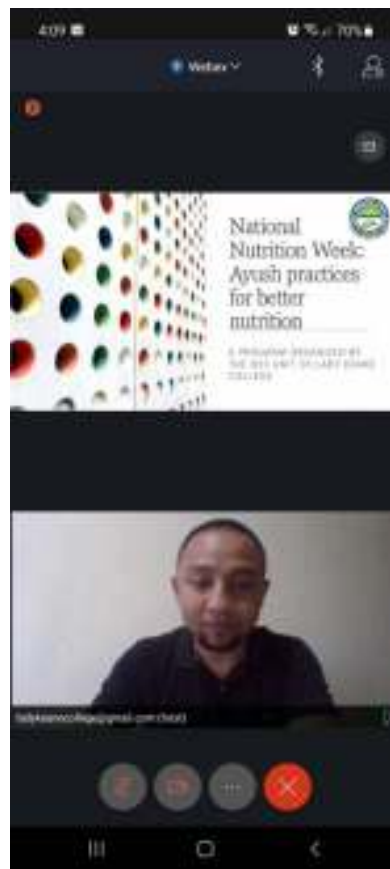 4:09
70%
Webex
National
Nutrition Week:
Ayush practices
for better
nutrition
A PROGRAM ORGANIZED BY
THE NSS UNIT OF LADY KEANE
COLLEGE
ladykeanecollege@gmail.com (host)